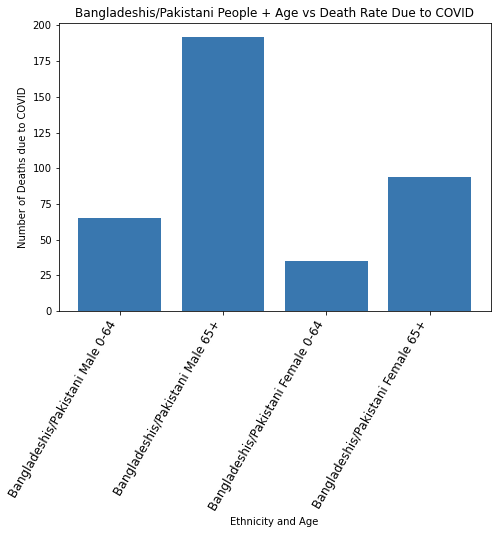 Bangladeshis/Pakistani People + Age vs Death Rate Due to COVID
Number of Deaths due to COVID
200
175
150
125
100
75
50
25
0
Bangladeshis/Pakistani Male 0-64
Bangladeshis/Pakistani Male 65+
Bangladeshis/Pakistani Female 0-64
Bangladeshis/Pakistani Female 65+
Ethnicity and Age